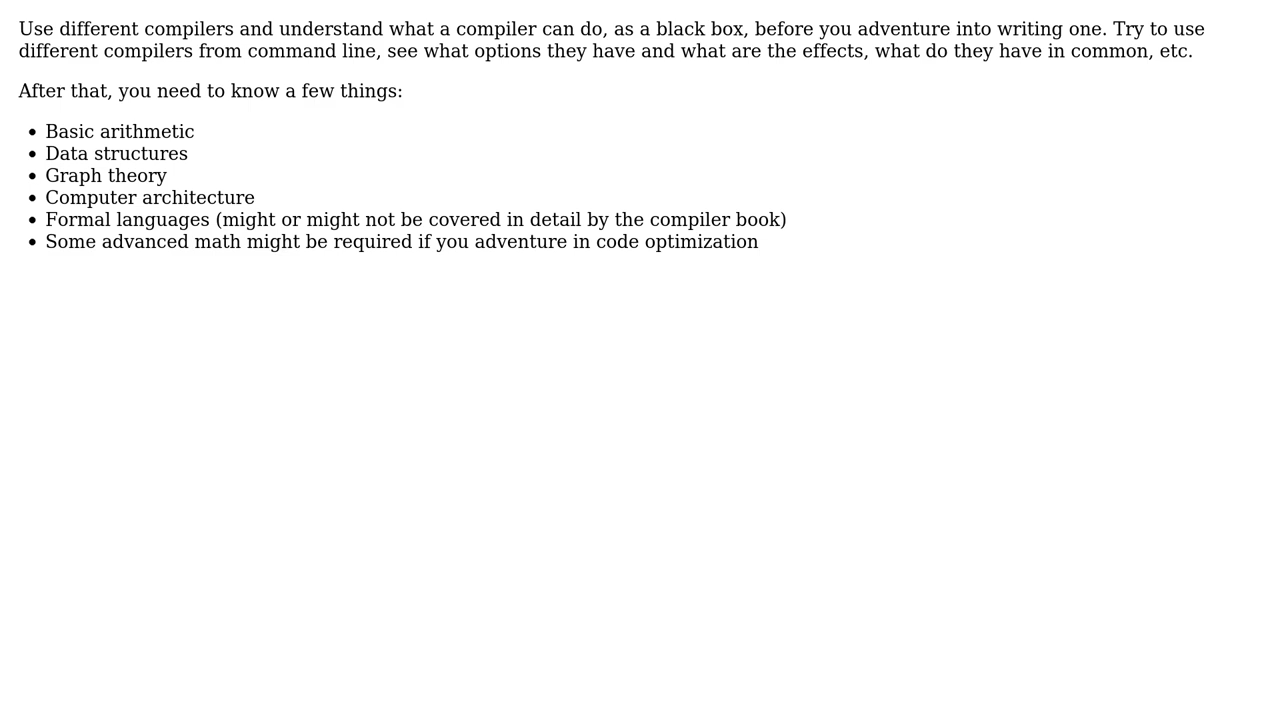 Use different compilers and understand what a compiler can do, as a black box, before you adventure into writing one. Try to use
different compilers from command line, see what options they have and what are the effects, what do they have in common, etc.
After that, you need to know a few things:
• Basic arithmetic
• Data structures
• Graph theory
• Computer architecture
• Formal languages (might or might not be covered in detail by the compiler book)
• Some advanced math might be required if you adventure in code optimization